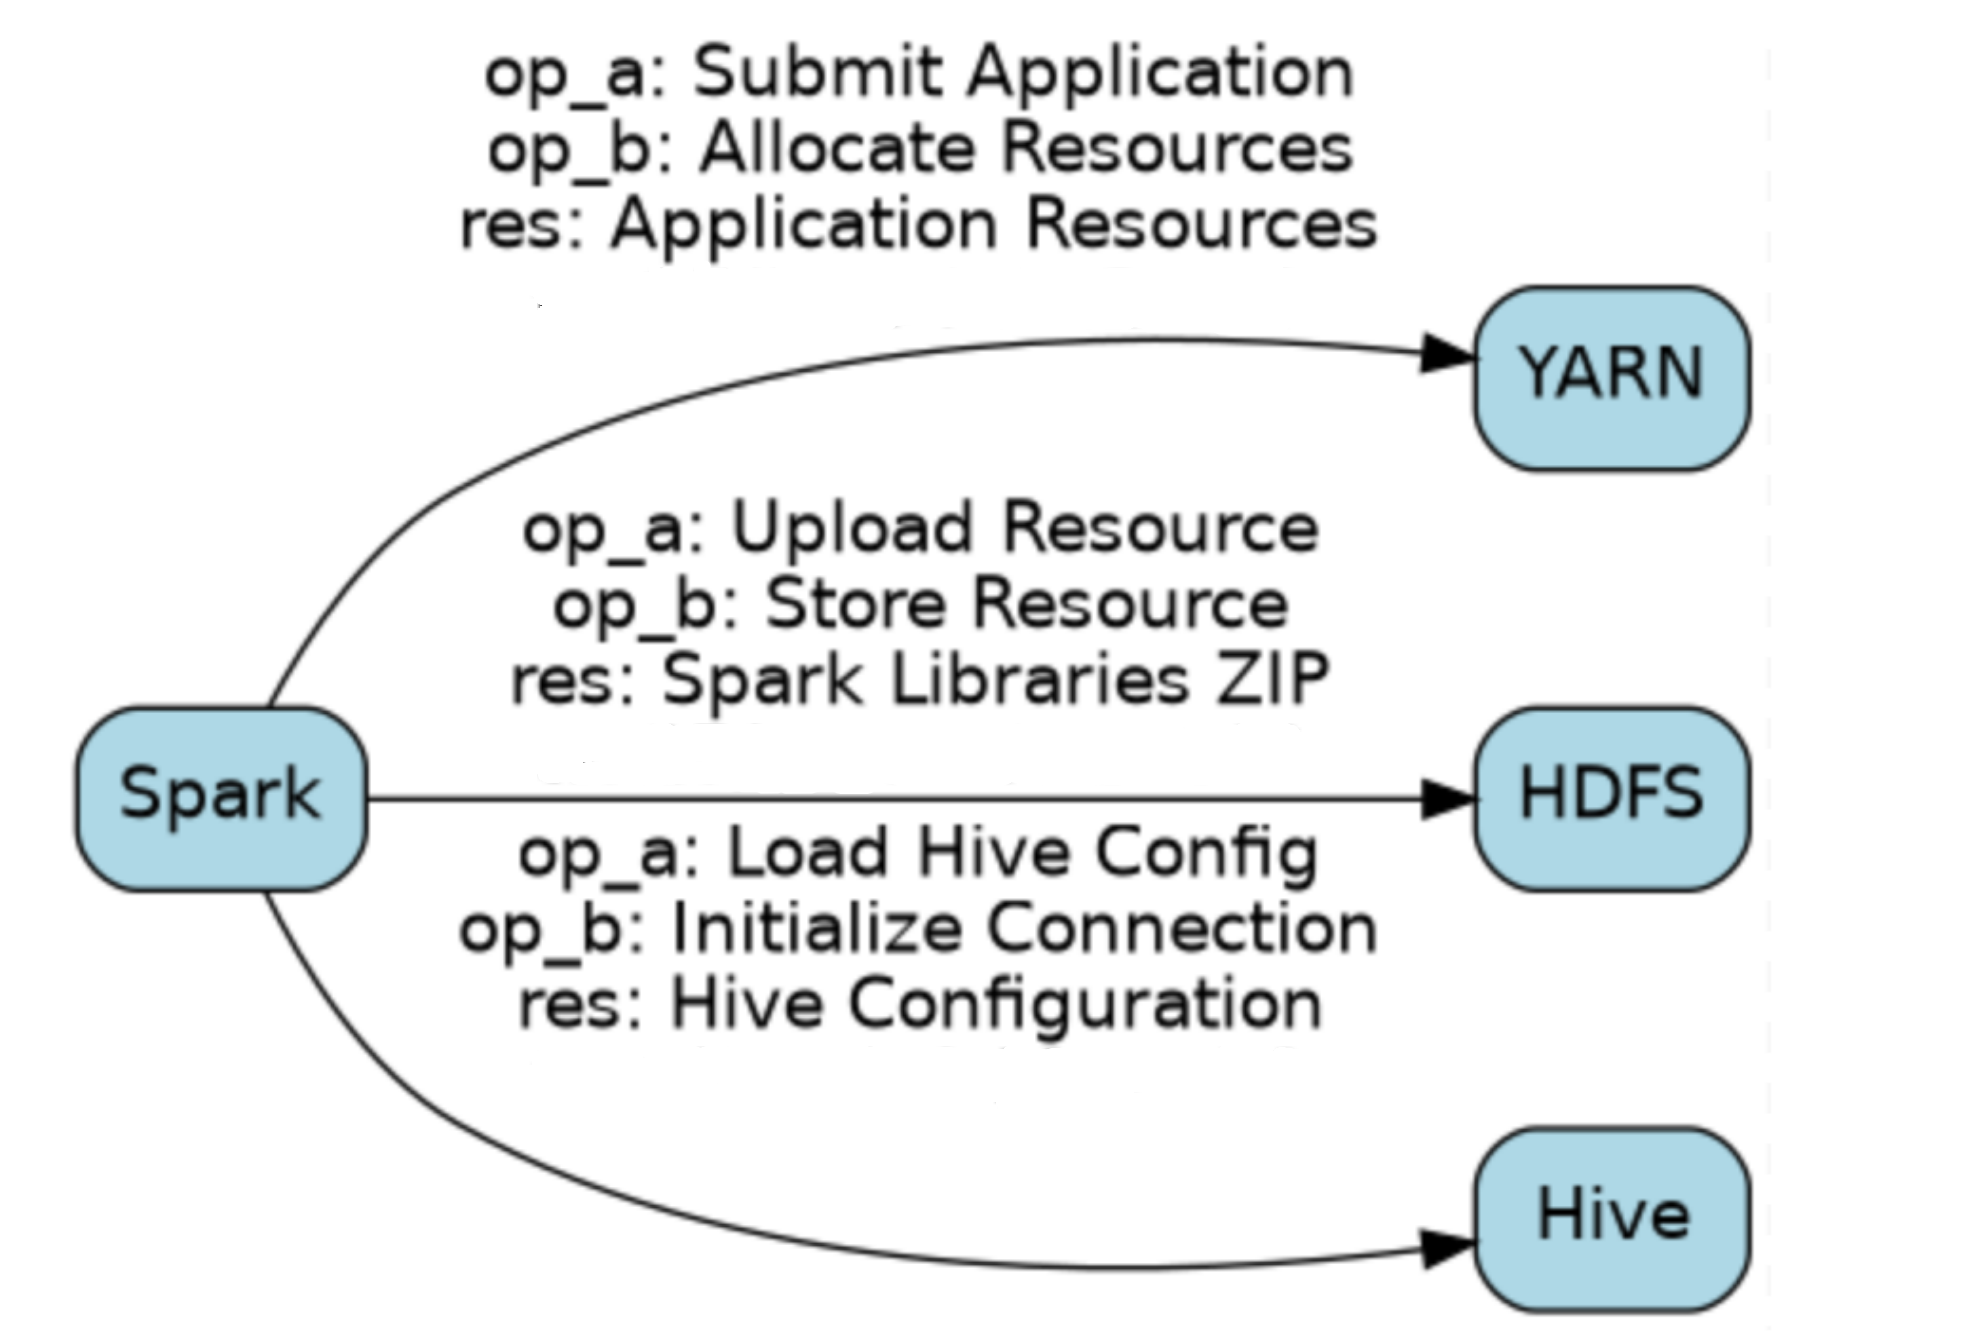 op_a: Submit Application
op_b: Allocate Resources
res: Application Resources
YARN
op_a: Upload Resource
op_b: Store Resource
res: Spark Libraries ZIP
Spark
HDFS
op_a: Load Hive Config
op_b: Initialize Connection
res: Hive Configuration
Hive